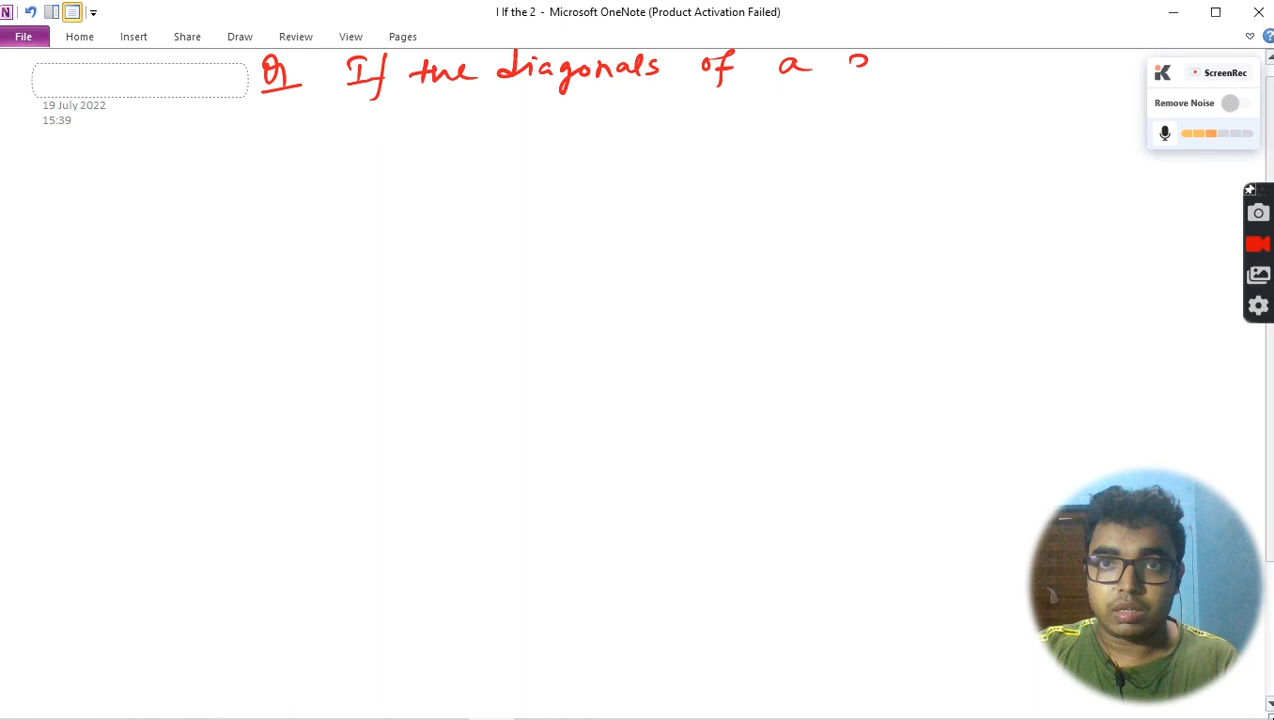 I If the 2 - Microsoft OneNote (Product Activation Failed)
File Home Insert Share Draw Review View Pages
Q If the diagonals of a
19 July 2022
15:39
ScreenRec
Remove Noise